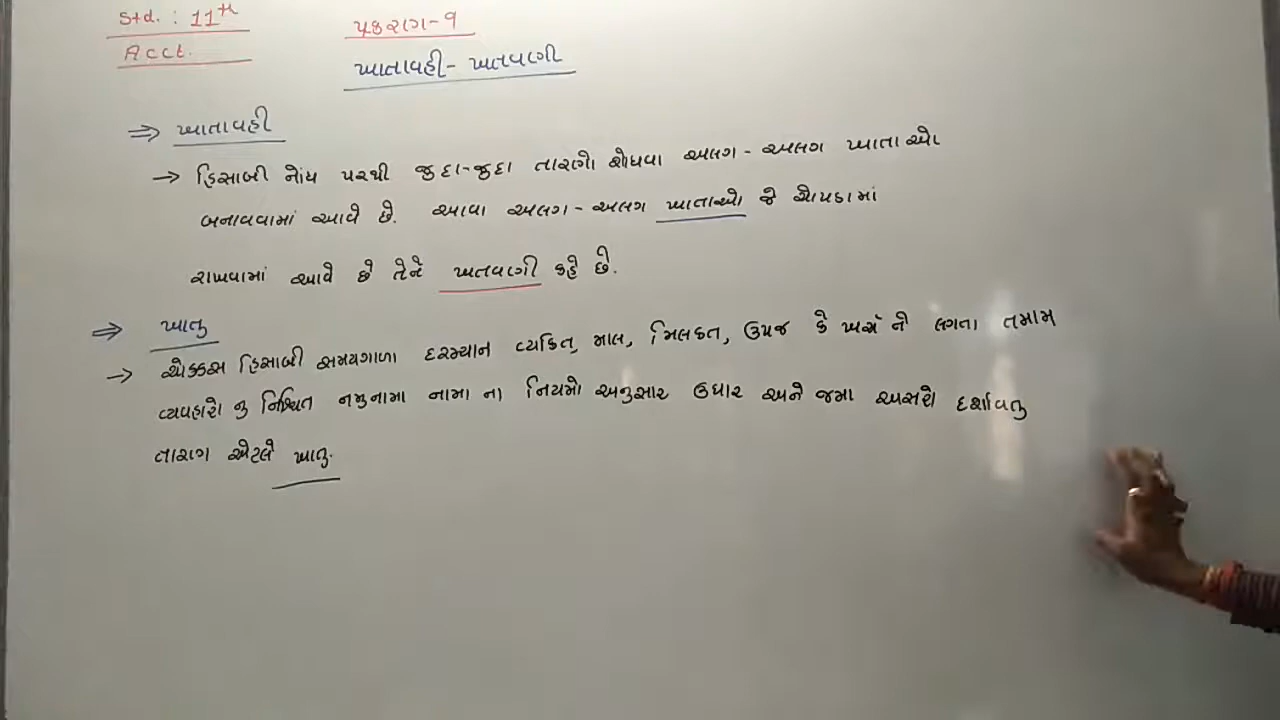 Std. : 11th
Acct.
પ્રકરણ-૧
ખાતાવહી - ખતવણી
⇒ ખાતાવહી
→ હિસાબી નોંધ પરથી જુદા-જુદા તારણો શોધવા અલગ - અલગ ખાતાઓ
બનાવવામાં આવે છે. આવા અલગ - અલગ ખાતાઓ જે ચોપડામાં
રાખવામાં આવે છે તેને ખતવણી કહે છે.
⇒ ખાતુ
→ ચોક્કસ હિસાબી સમયગાળા દરમ્યાન વ્યકિત, માલ, મિલકત, ઉપજ કે ખર્ચ ને લગતા તમામ
વ્યવહારો નુ નિશ્ચિત નમુનામા નામા ના નિયમો અનુસાર ઉધાર અને જમા અસરો દર્શાવતુ
તારણ એટલે ખાતુ.